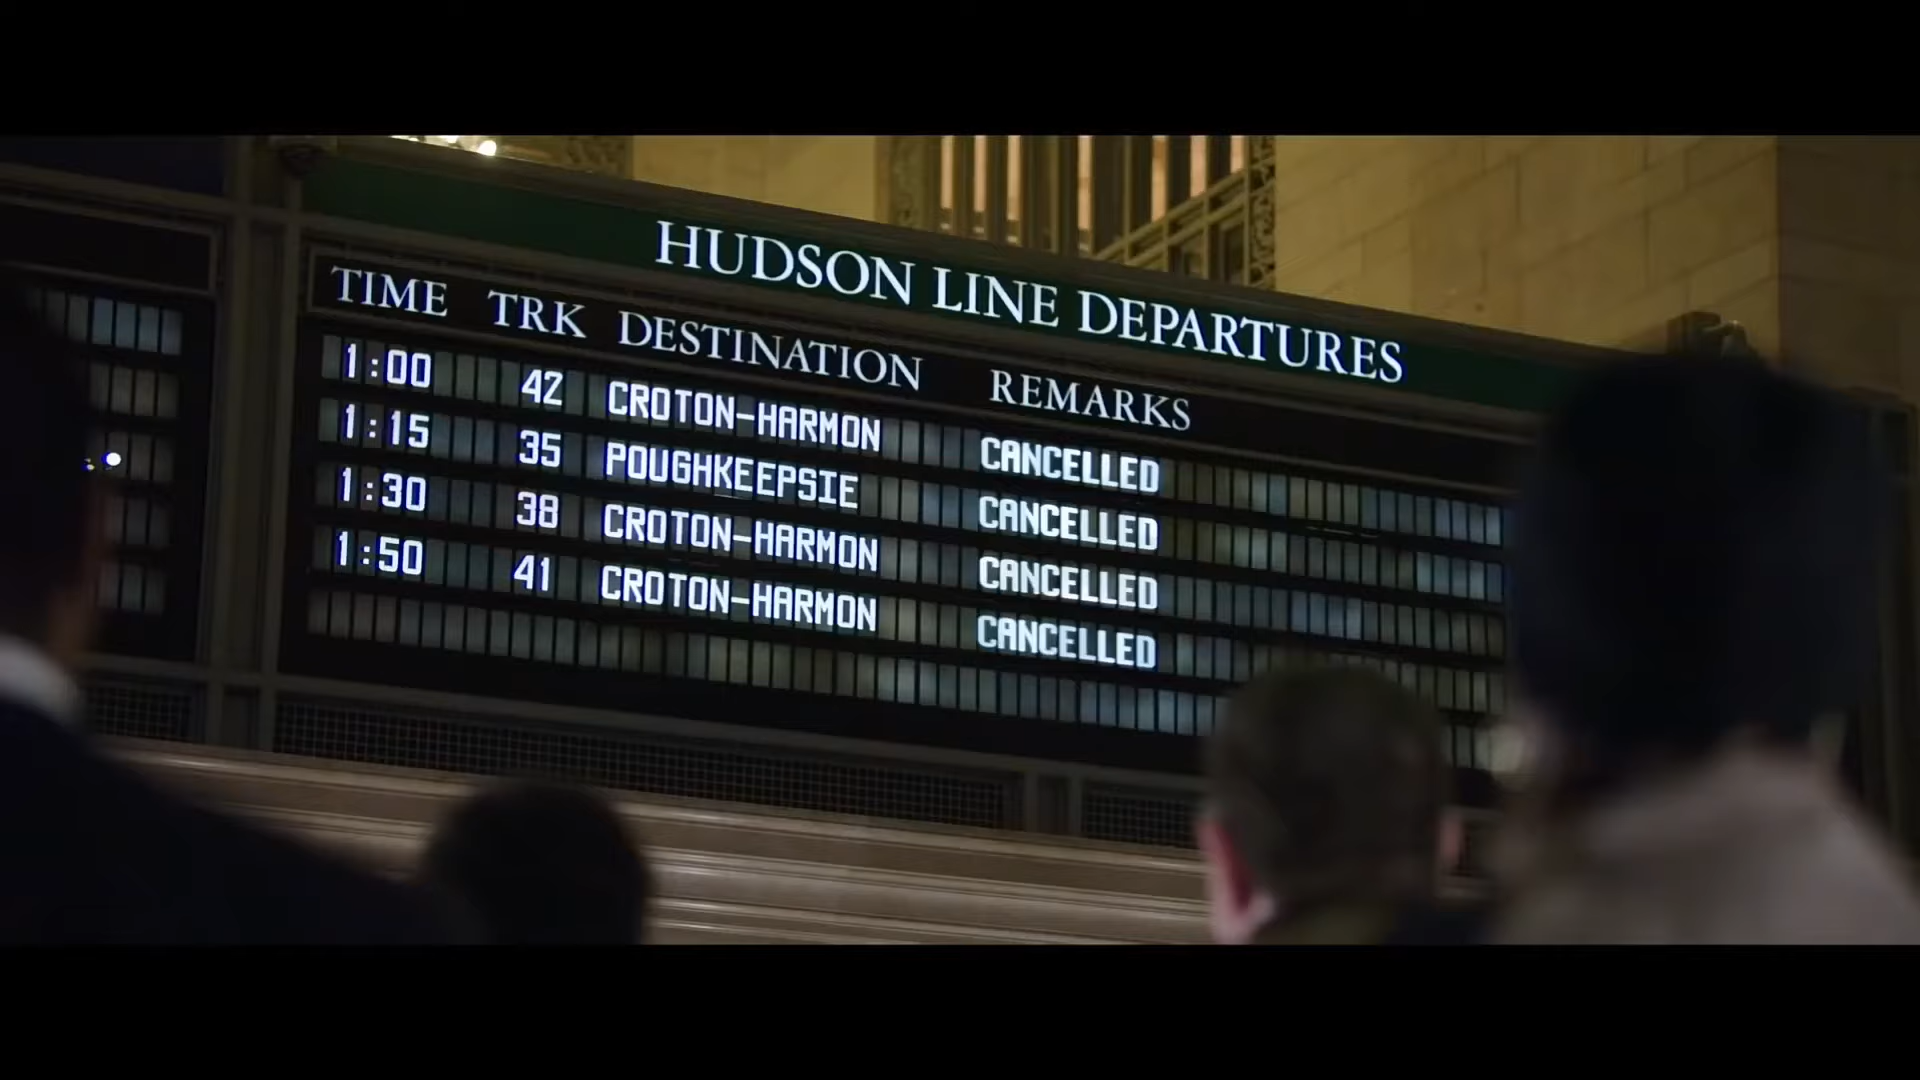 HUDSON LINE DEPARTURES
TIME TRK DESTINATION REMARKS
1:00 42 CROTON-HARMON CANCELLED
1:15 35 POUGHKEEPSIE CANCELLED
1:30 38 CROTON-HARMON CANCELLED
1:50 41 CROTON-HARMON CANCELLED